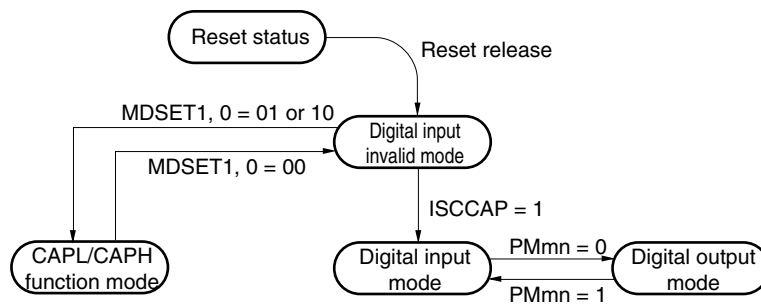 Reset status
Reset release
MDSET1, 0 = 01 or 10
Digital input
invalid mode
MDSET1, 0 = 00
ISCCAP = 1
CAPL/CAPH
function mode
Digital input
mode
PMmn = 0
PMmn = 1
Digital output
mode